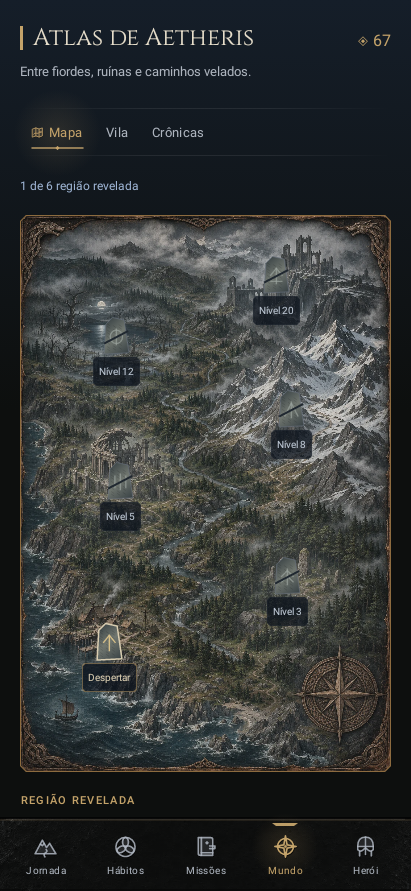 Atlas de Aetheris
67
Entre fiordes, ruínas e caminhos velados.
Mapa Vila Crônicas
1 de 6 região revelada
Nível 20
Nível 12
Nível 8
Nível 5
Nível 3
Despertar
REGIÃO REVELADA
Jornada Hábitos Missões Mundo Herói